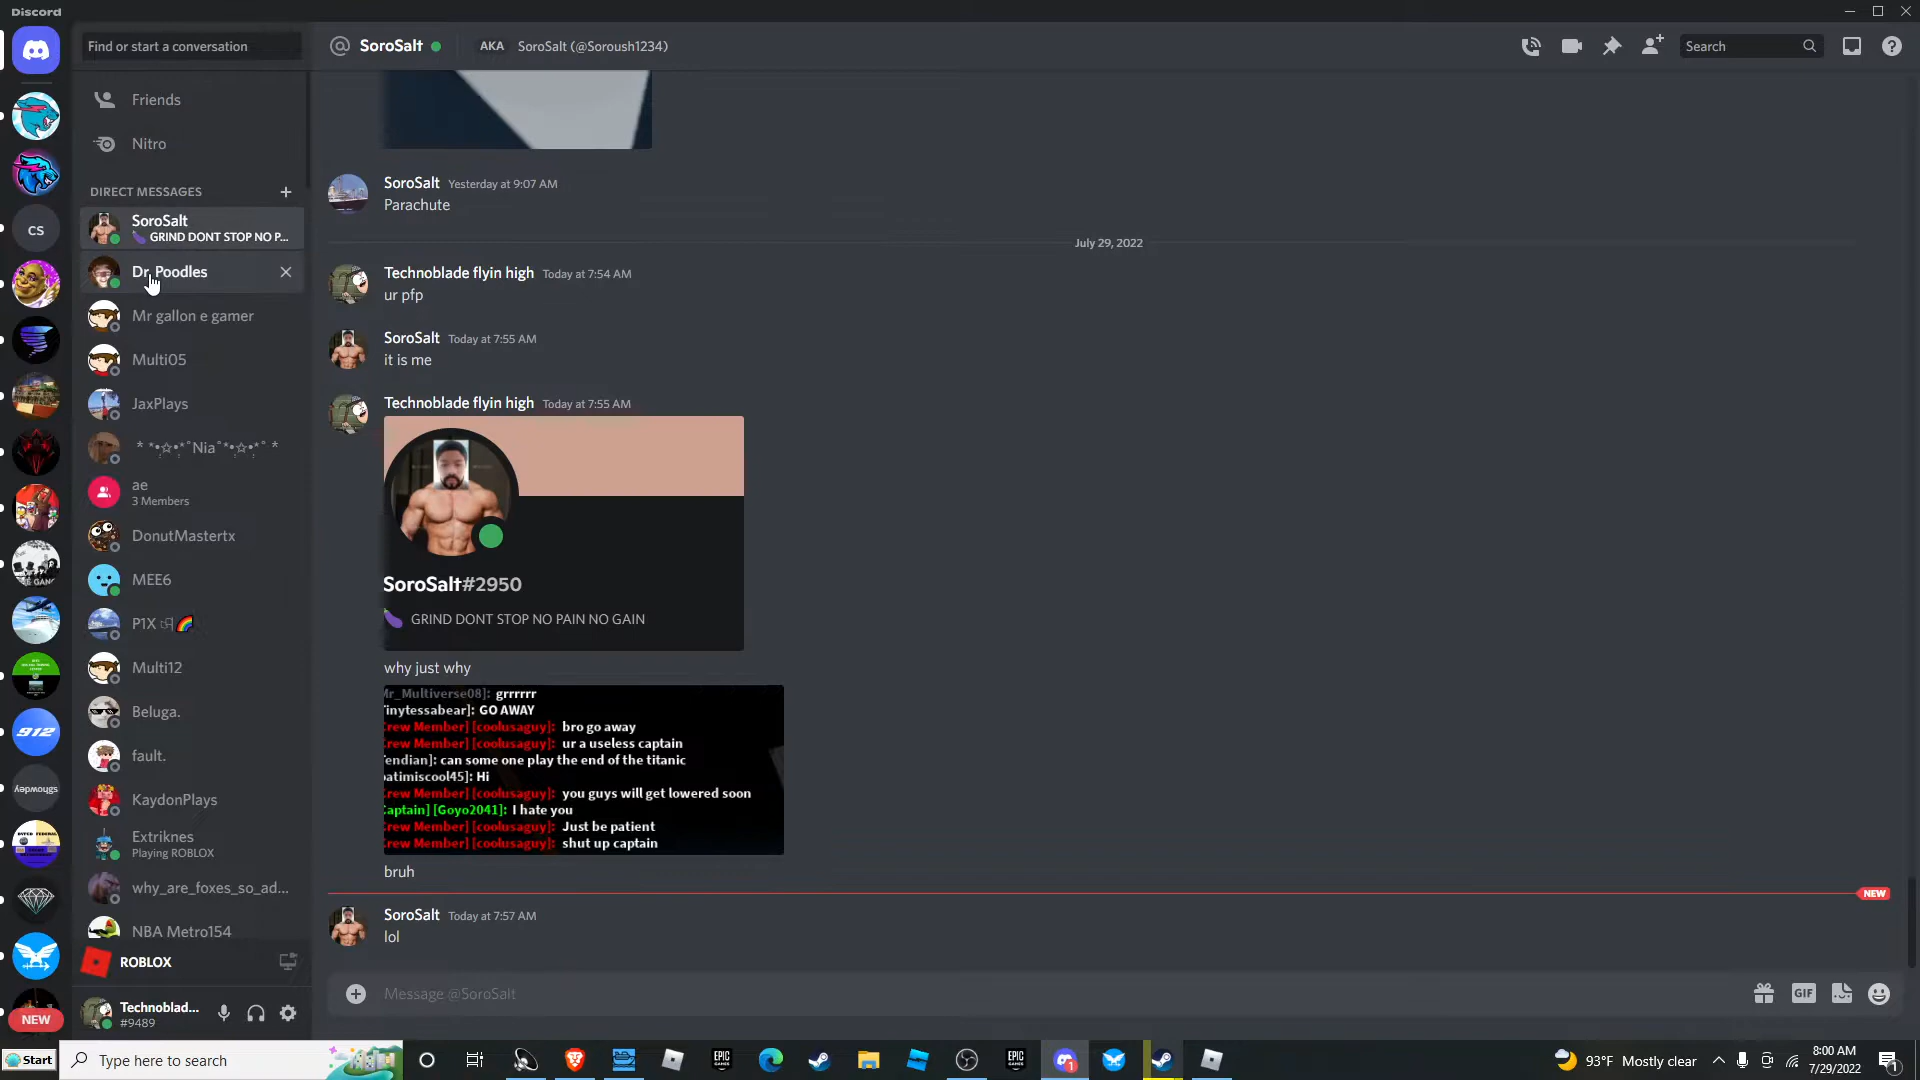 Discord
Find or start a conversation
SoroSalt
AKA SoroSalt (@Soroush1234)
Search
Friends
Nitro
DIRECT MESSAGES
SoroSalt
🍆 GRIND DONT STOP NO P...
Dr. Poodles
Mr gallon e gamer
Multi05
JaxPlays
Nia
ae
3 Members
DonutMastertx
MEE6
P1X 🌈
Multi12
Beluga.
fault.
KaydonPlays
Extriknes
Playing ROBLOX
why_are_foxes_so_ad...
NBA Metro154
ROBLOX
Technoblad...
#9489
CS
912
NEW
SoroSalt Yesterday at 9:07 AM
Parachute
July 29, 2022
Technoblade flyin high Today at 7:54 AM
ur pfp
SoroSalt Today at 7:55 AM
it is me
Technoblade flyin high Today at 7:55 AM
SoroSalt#2950
🍆 GRIND DONT STOP NO PAIN NO GAIN
why just why
Mr_Multiverse08]: grrrrrr
inytessabear]: GO AWAY
Crew Member] [coolusaguy]: bro go away
Crew Member] [coolusaguy]: ur a useless captain
endian]: can some one play the end of the titanic
patimiscool45]: Hi
Crew Member] [coolusaguy]: you guys will get lowered soon
Captain] [Goyo2041]: I hate you
Crew Member] [coolusaguy]: Just be patient
Crew Member] [coolusaguy]: shut up captain
bruh
NEW
SoroSalt Today at 7:57 AM
lol
Message @SoroSalt
GIF
Start
Type here to search
EPIC GAMES
EPIC GAMES
93°F Mostly clear
8:00 AM
7/29/2022